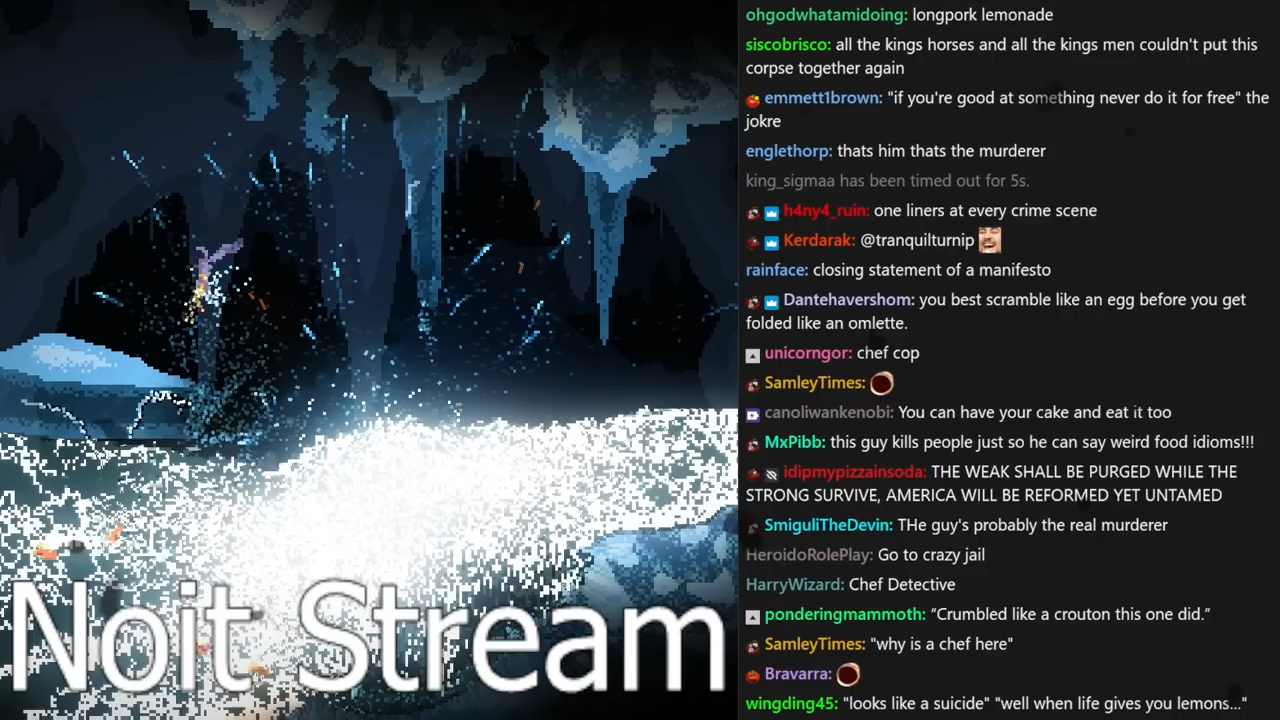 ohgodwhatamidoing: longpork lemonade
siscobrisco: all the kings horses and all the kings men couldn't put this
corpse together again
emmett1brown: "if you're good at something never do it for free" the
jokre
englethorp: thats him thats the murderer
king_sigmaa has been timed out for 5s.
h4ny4_ruin: one liners at every crime scene
Kerdarak: @tranquilturnip
rainface: closing statement of a manifesto
Dantehavershom: you best scramble like an egg before you get
folded like an omlette.
unicorngor: chef cop
SamleyTimes:
canoliwankenobi: You can have your cake and eat it too
MxPibb: this guy kills people just so he can say weird food idioms!!!
idipmypizzainsoda: THE WEAK SHALL BE PURGED WHILE THE
STRONG SURVIVE, AMERICA WILL BE REFORMED YET UNTAMED
SmiguliTheDevin: THe guy's probably the real murderer
HeroidoRolePlay: Go to crazy jail
HarryWizard: Chef Detective
ponderingmammoth: “Crumbled like a crouton this one did.”
SamleyTimes: "why is a chef here"
Bravarra:
wingding45: "looks like a suicide" "well when life gives you lemons..."
Noit Stream